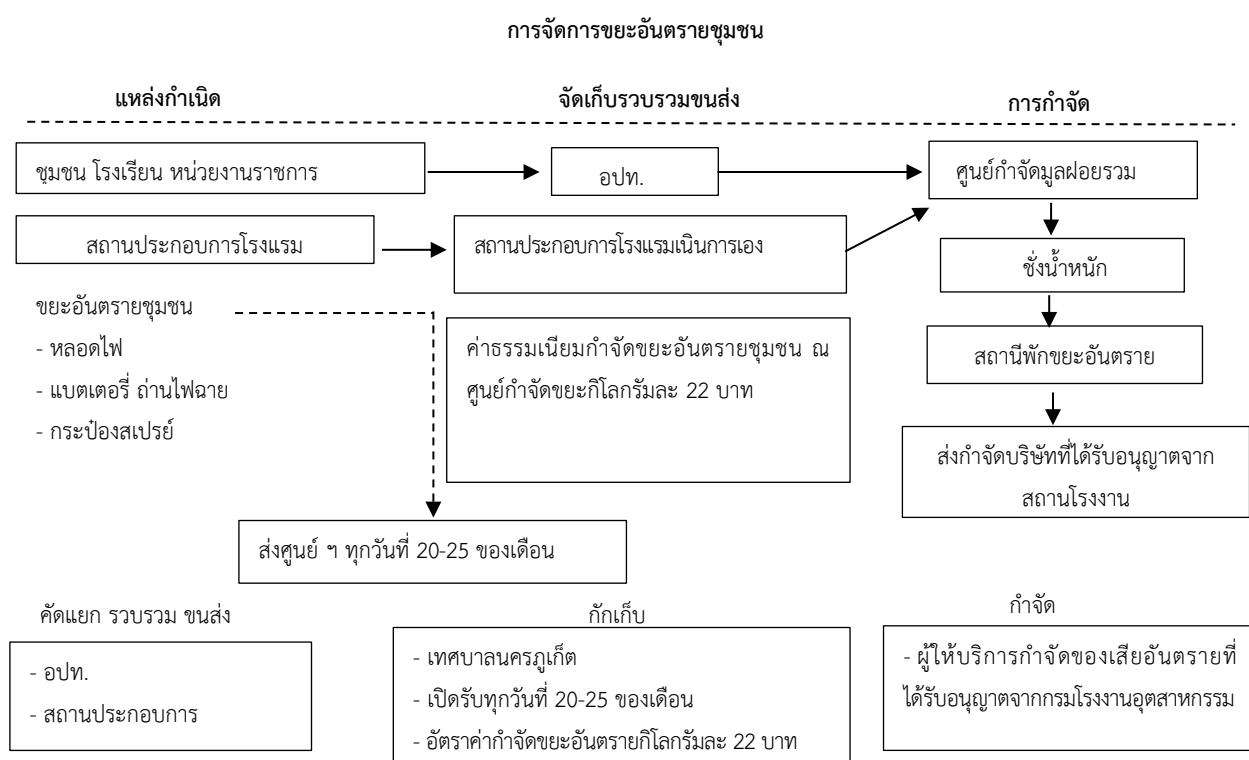 การจัดการขยะอันตรายชุมชน
แหล่งกำเนิด
จัดเก็บรวบรวมขนส่ง
การกำจัด
ชุมชน โรงเรียน หน่วยงานราชการ
อปท.
ศูนย์กำจัดมูลฝอยรวม
สถานประกอบการโรงแรม
สถานประกอบการโรงแรมเนินการเอง
ชั่งน้ำหนัก
ขยะอันตรายชุมชน
- หลอดไฟ
- แบตเตอรี่ ถ่านไฟฉาย
- กระป๋องสเปรย์
ค่าธรรมเนียมกำจัดขยะอันตรายชุมชน ณ
ศูนย์กำจัดขยะกิโลกรัมละ 22 บาท
สถานีพักขยะอันตราย
ส่งกำจัดบริษัทที่ได้รับอนุญาตจาก
สถานโรงงาน
ส่งศูนย์ ฯ ทุกวันที่ 20-25 ของเดือน
คัดแยก รวบรวม ขนส่ง
- อปท.
- สถานประกอบการ
กักเก็บ
- เทศบาลนครภูเก็ต
- เปิดรับทุกวันที่ 20-25 ของเดือน
- อัตราค่ากำจัดขยะอันตรายกิโลกรัมละ 22 บาท
กำจัด
- ผู้ให้บริการกำจัดของเสียอันตรายที่
ได้รับอนุญาตจากกรมโรงงานอุตสาหกรรม